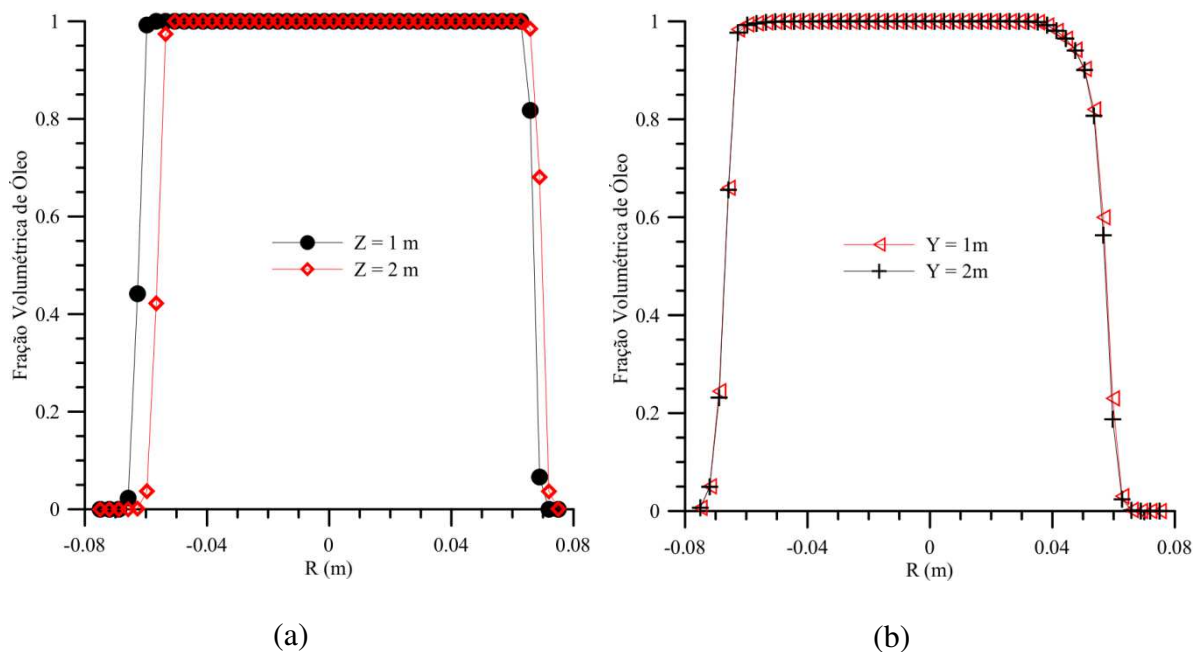 1
0.8
0.6
0.4
0.2
0
Fração Volumétrica de Óleo
Z = 1 m
Z = 2 m
-0.08 -0.04 0 0.04 0.08
R (m)
(a)
1
0.8
0.6
0.4
0.2
0
Fração Volumétrica de Óleo
Y = 1m
Y = 2m
-0.08 -0.04 0 0.04 0.08
R (m)
(b)